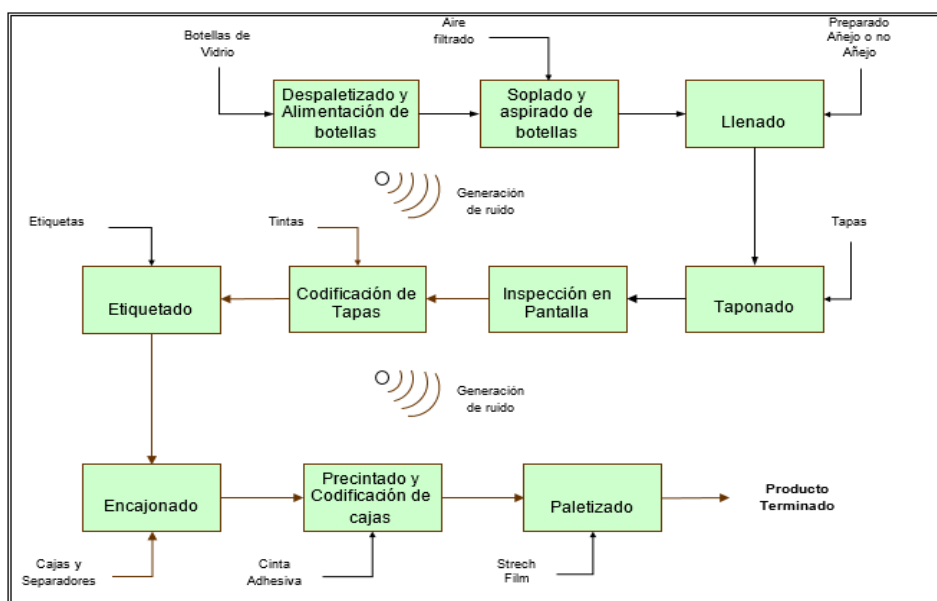 Botellas de
Vidrio
Aire
filtrado
Preparado
Añejo o no
Añejo
Despaletizado y
Alimentación de
botellas
Soplado y
aspirado de
botellas
Llenado
Generación
de ruido
Etiquetas
Tintas
Tapas
Etiquetado
Codificación de
Tapas
Inspección en
Pantalla
Taponado
Generación
de ruido
Encajonado
Precintado y
Codificación de
cajas
Paletizado
Producto
Terminado
Cajas y
Separadores
Cinta
Adhesiva
Strech
Film